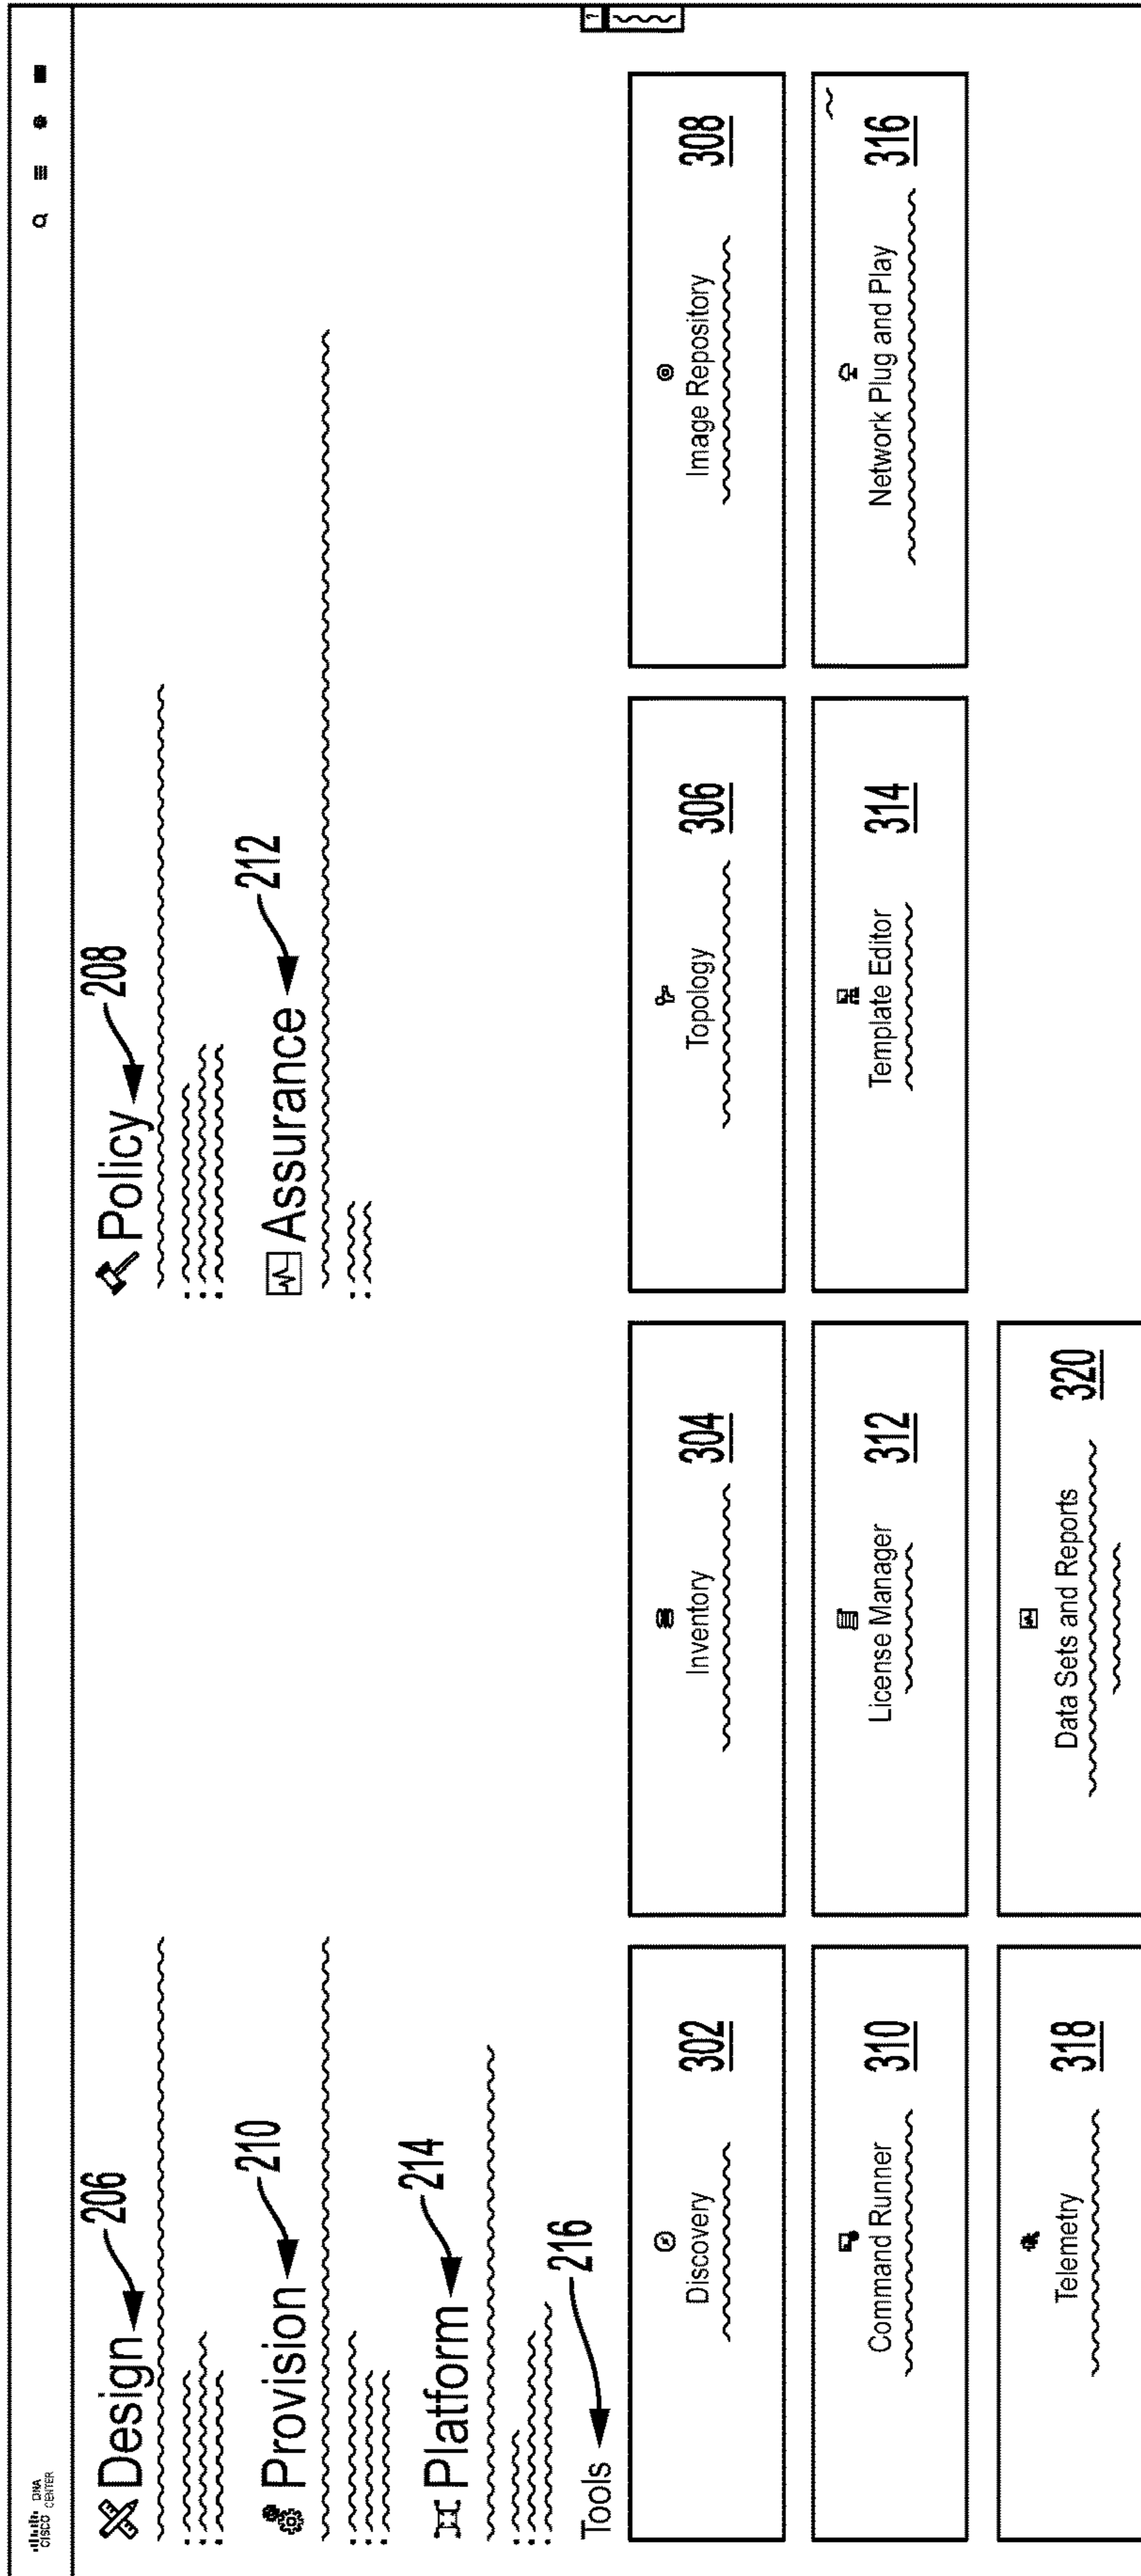 CISCO DNA CENTER
Design 206
Policy 208
Provision 210
Assurance 212
Platform 214
Tools 216
?
Discovery 302
Inventory 304
Topology 306
Image Repository 308
Command Runner 310
License Manager 312
Template Editor 314
Network Plug and Play 316
Telemetry 318
Data Sets and Reports 320